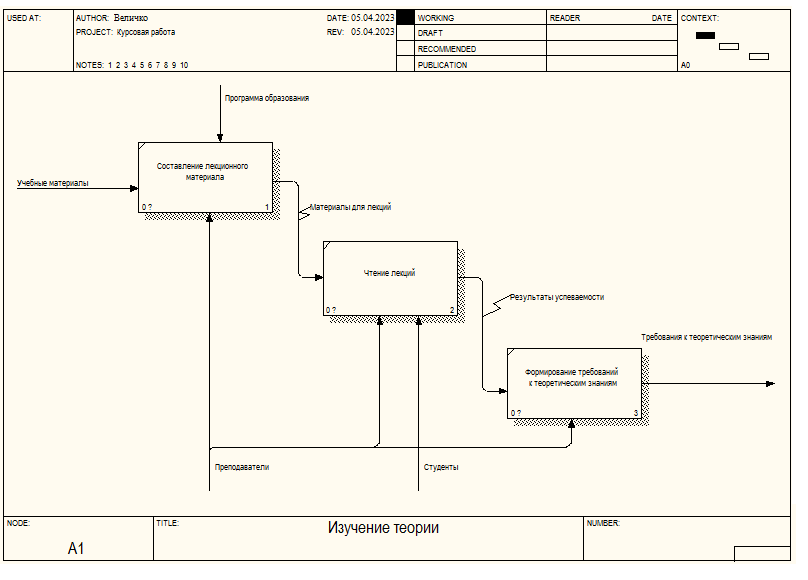 USED AT:
AUTHOR: Величко
DATE: 05.04.2023
WORKING
READER
DATE
CONTEXT:
PROJECT: Курсовая работа
REV: 05.04.2023
DRAFT
RECOMMENDED
NOTES: 1 2 3 4 5 6 7 8 9 10
PUBLICATION
A0
Программа образования
Составление лекционного
материала
Учебные материалы
0 ?
1
Материалы для лекций
Чтение лекций
0 ?
2
Результаты успеваемости
Требования к теоретическим знаниям
Формирование требований
к теоретическим знаниям
0 ?
3
Преподаватели
Студенты
NODE:
TITLE:
NUMBER:
Изучение теории
A1